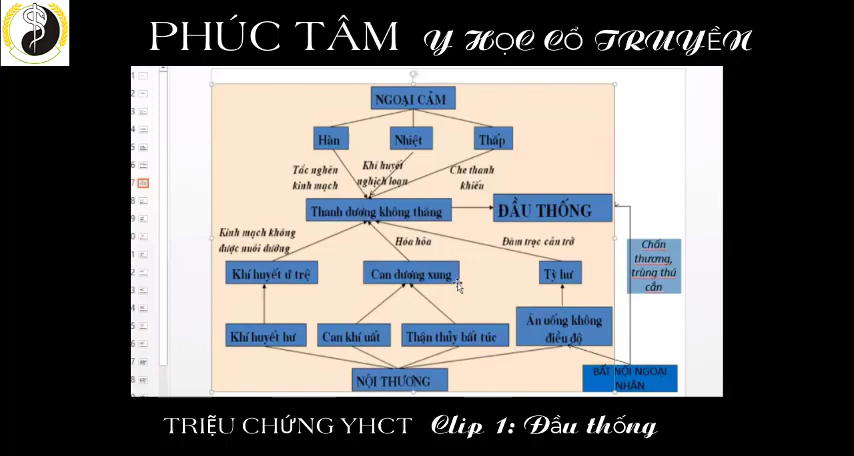 PHÚC TÂM Y HỌC CỔ TRUYỀN
NGOẠI CẢM
Hàn
Nhiệt
Thấp
Tắc nghẽn
kinh mạch
Khí huyết
nghịch loạn
Che thanh
khiếu
Thanh dương không thăng
ĐẦU THỐNG
Kinh mạch không
được nuôi dưỡng
Hóa hỏa
Đàm trọc cản trở
Chấn
thương,
trùng thú
cắn
Khí huyết ứ trệ
Can dương xung
Tỳ hư
Khí huyết hư
Can khí uất
Thận thủy bất túc
Ăn uống không
điều độ
NỘI THƯƠNG
BẤT NỘI NGOẠI
NHÂN
TRIỆU CHỨNG YHCT Clip 1: Đầu thống